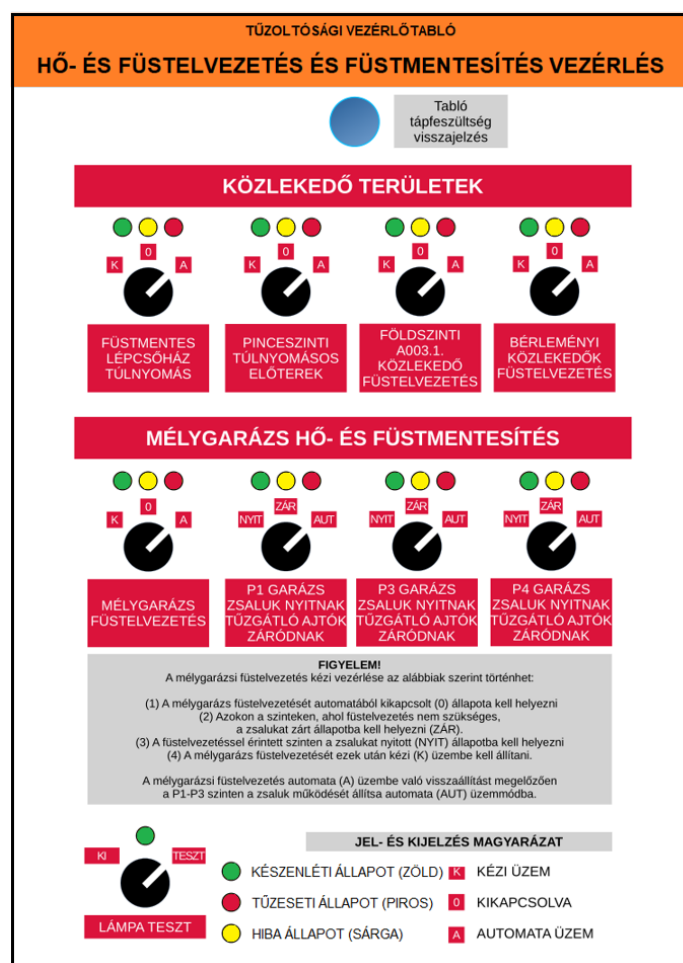 TŰZOLTÓSÁGI VEZÉRLŐTABLÓ
HŐ- ÉS FÜSTELVEZETÉS ÉS FÜSTMENTESÍTÉS VEZÉRLÉS
Tabló
tápfeszültség
visszajelzés
KÖZLEKEDŐ TERÜLETEK
K 0 A
K 0 A
K 0 A
K 0 A
FÜSTMENTES
LÉPCSŐHÁZ
TÚLNYOMÁS
PINCESZINTI
TÚLNYOMÁSOS
ELŐTEREK
FÖLDSZINTI
A003.1.
KÖZLEKEDŐ
FÜSTELVEZETÉS
BÉRLEMÉNYI
KÖZLEKEDŐK
FÜSTELVEZETÉS
MÉLYGARÁZS HŐ- ÉS FÜSTMENTESÍTÉS
K 0 A
NYIT ZÁR AUT
NYIT ZÁR AUT
NYIT ZÁR AUT
MÉLYGARÁZS
FÜSTELVEZETÉS
P1 GARÁZS
ZSALUK NYITNAK
TŰZGÁTLÓ AJTÓK
ZÁRÓDNAK
P3 GARÁZS
ZSALUK NYITNAK
TŰZGÁTLÓ AJTÓK
ZÁRÓDNAK
P4 GARÁZS
ZSALUK NYITNAK
TŰZGÁTLÓ AJTÓK
ZÁRÓDNAK
FIGYELEM!
A mélygarázsi füstelvezetés kézi vezérlése az alábbiak szerint történhet:
(1) A mélygarázs füstelvezetését automatából kikapcsolt (0) állapota kell helyezni
(2) Azokon a szinteken, ahol füstelvezetés nem szükséges,
a zsalukat zárt állapotba kell helyezni (ZÁR).
(3) A füstelvezetéssel érintett szinten a zsalukat nyitott (NYIT) állapotba kell helyezni
(4) A mélygarázs füstelvezetését ezek után kézi (K) üzembe kell állítani.
A mélygarázsi füstelvezetés automata (A) üzembe való visszaállítást megelőzően
a P1-P3 szinten a zsaluk működését állítsa automata (AUT) üzemmódba.
KI TESZT
LÁMPA TESZT
JEL- ÉS KIJELZÉS MAGYARÁZAT
KÉSZENLÉTI ÁLLAPOT (ZÖLD) K KÉZI ÜZEM
TŰZESETI ÁLLAPOT (PIROS) 0 KIKAPCSOLVA
HIBA ÁLLAPOT (SÁRGA) A AUTOMATA ÜZEM